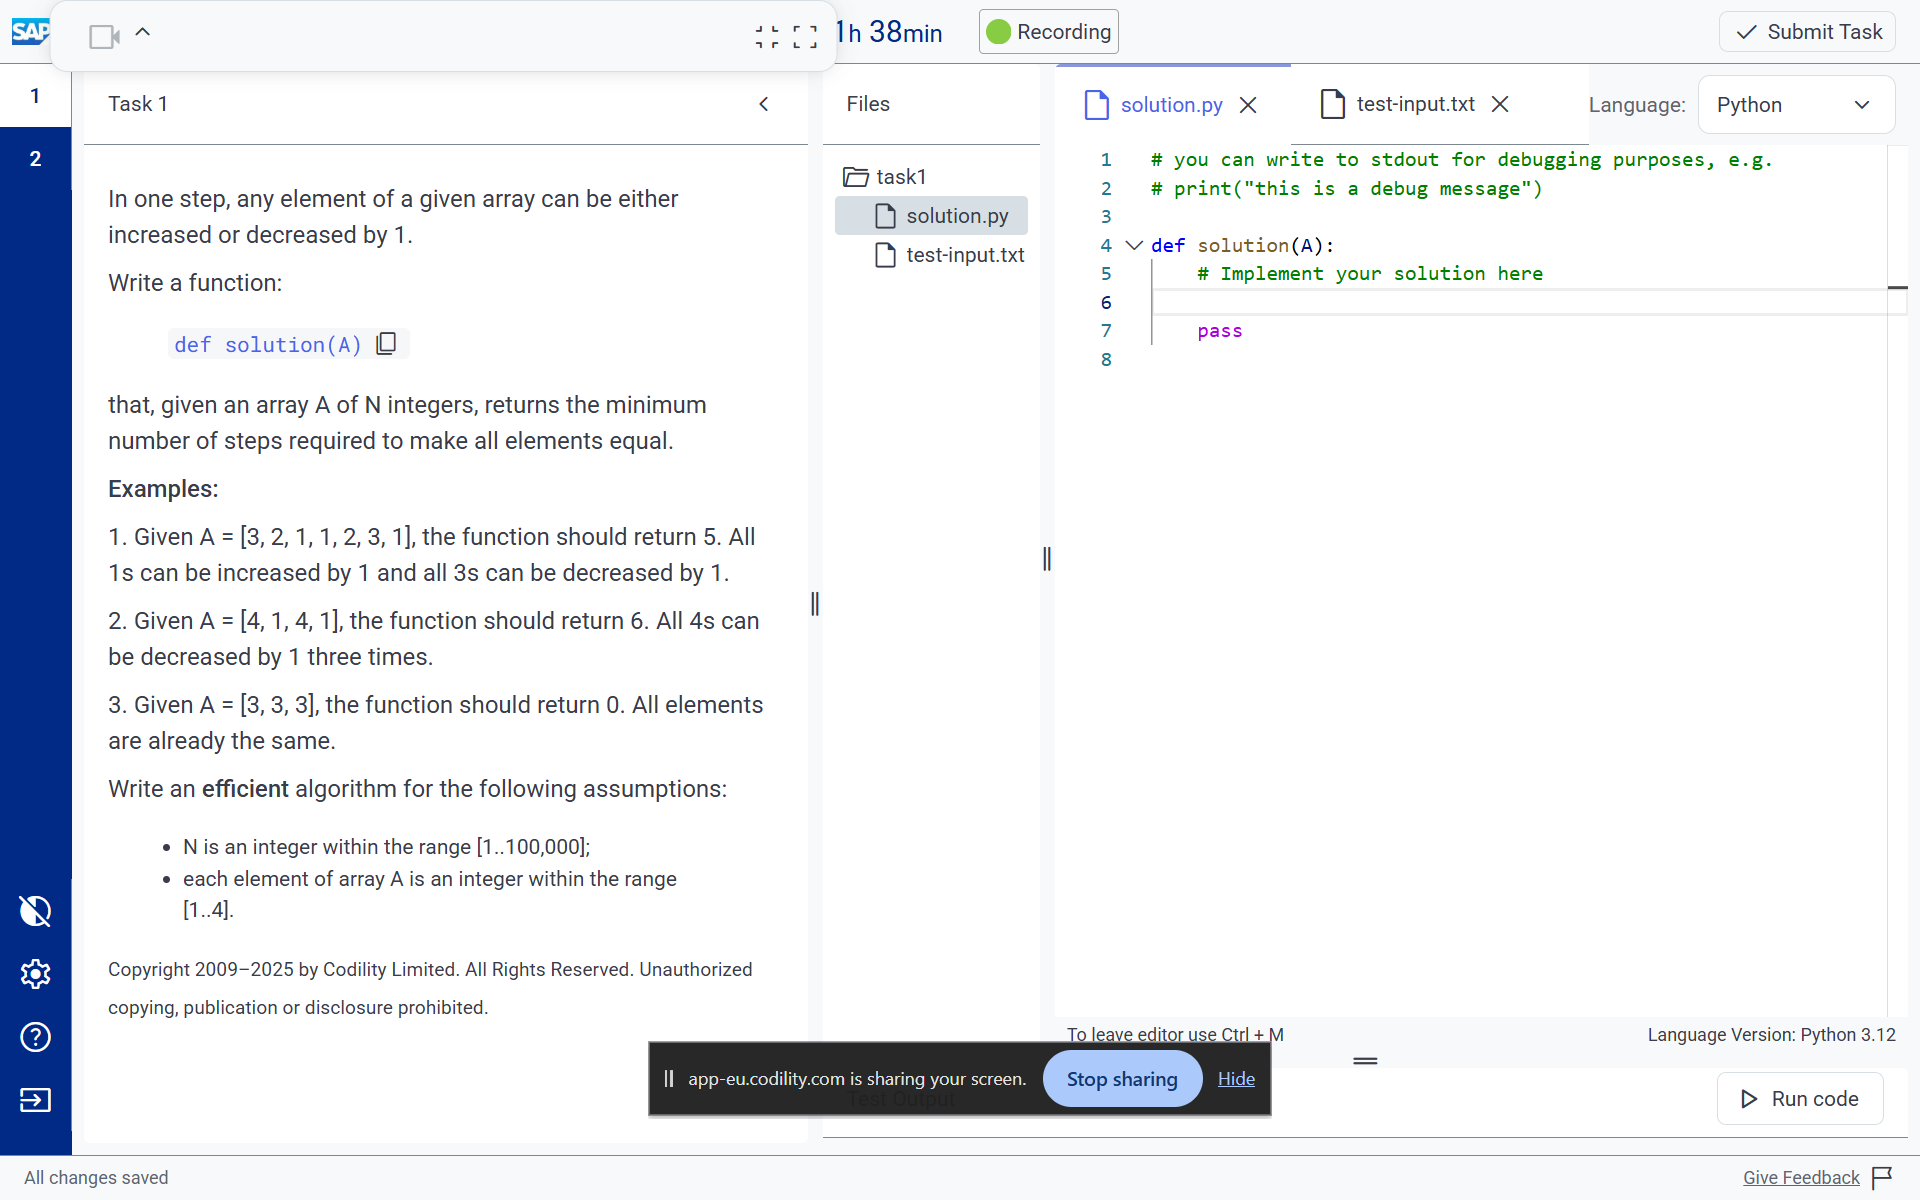 SAP
1h 38min
Recording
Submit Task
1
2
Task 1
In one step, any element of a given array can be either
increased or decreased by 1.
Write a function:
def solution(A)
that, given an array A of N integers, returns the minimum
number of steps required to make all elements equal.
Examples:
1. Given A = [3, 2, 1, 1, 2, 3, 1], the function should return 5. All
1s can be increased by 1 and all 3s can be decreased by 1.
2. Given A = [4, 1, 4, 1], the function should return 6. All 4s can
be decreased by 1 three times.
3. Given A = [3, 3, 3], the function should return 0. All elements
are already the same.
Write an efficient algorithm for the following assumptions:
• N is an integer within the range [1..100,000];
• each element of array A is an integer within the range
[1..4].
Copyright 2009–2025 by Codility Limited. All Rights Reserved. Unauthorized
copying, publication or disclosure prohibited.
Files
task1
solution.py
test-input.txt
solution.py
test-input.txt
Language: Python
1 # you can write to stdout for debugging purposes, e.g.
2 # print("this is a debug message")
3
4 def solution(A):
5 # Implement your solution here
6
7 pass
8
To leave editor use Ctrl + M
Language Version: Python 3.12
app-eu.codility.com is sharing your screen.
Stop sharing
Hide
Test Output
Run code
All changes saved
Give Feedback